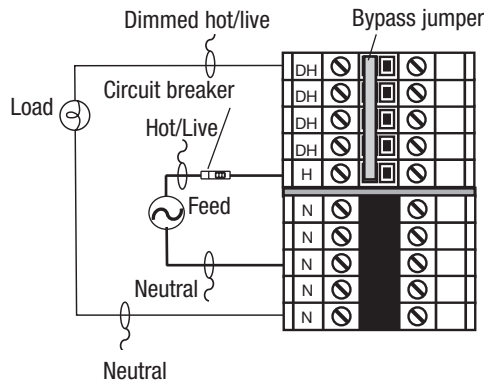 Dimmed hot/live
Bypass jumper
Circuit breaker
Load
Hot/Live
Feed
Neutral
Neutral
DH
DH
DH
DH
H
N
N
N
N
N